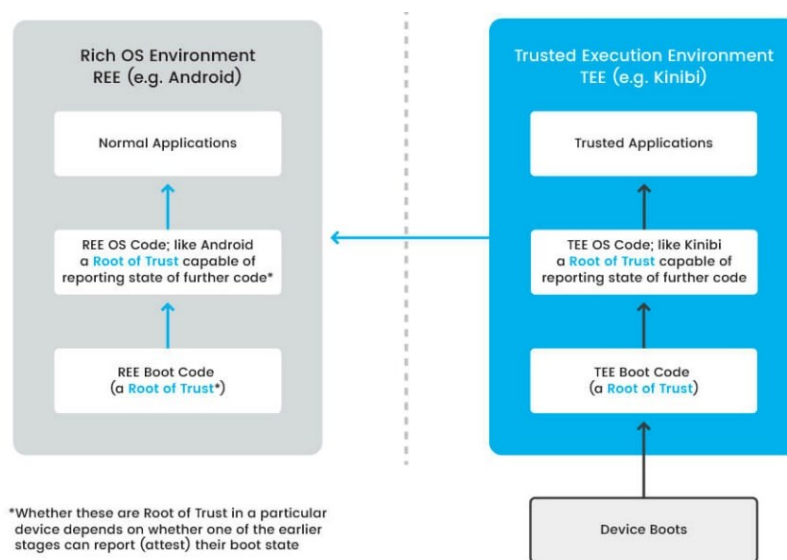 Rich OS Environment
REE (e.g. Android)
Normal Applications
REE OS Code; like Android
a Root of Trust capable of
reporting state of further code*
REE Boot Code
(a Root of Trust*)
Trusted Execution Environment
TEE (e.g. Kinibi)
Trusted Applications
TEE OS Code; like Kinibi
a Root of Trust capable of
reporting state of further code
TEE Boot Code
(a Root of Trust)
Device Boots
*Whether these are Root of Trust in a particular
device depends on whether one of the earlier
stages can report (attest) their boot state